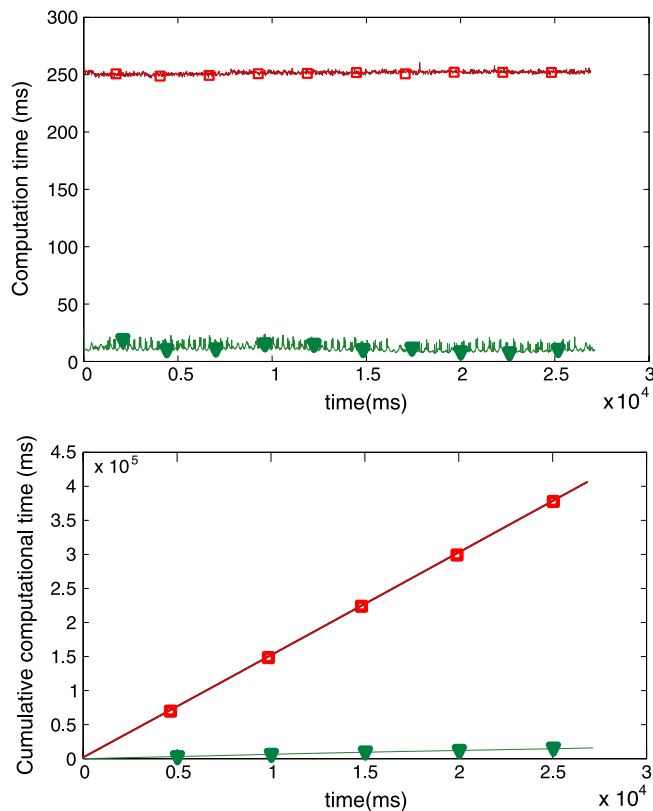 300
250
200
150
100
50
0
Computation time (ms)
0 0.5 1 1.5 2 2.5 3
time(ms)
x 10^4
4.5
x 10^5
4
3.5
3
2.5
2
1.5
1
0.5
0
Cumulative computational time (ms)
0 0.5 1 1.5 2 2.5 3
time(ms)
x 10^4